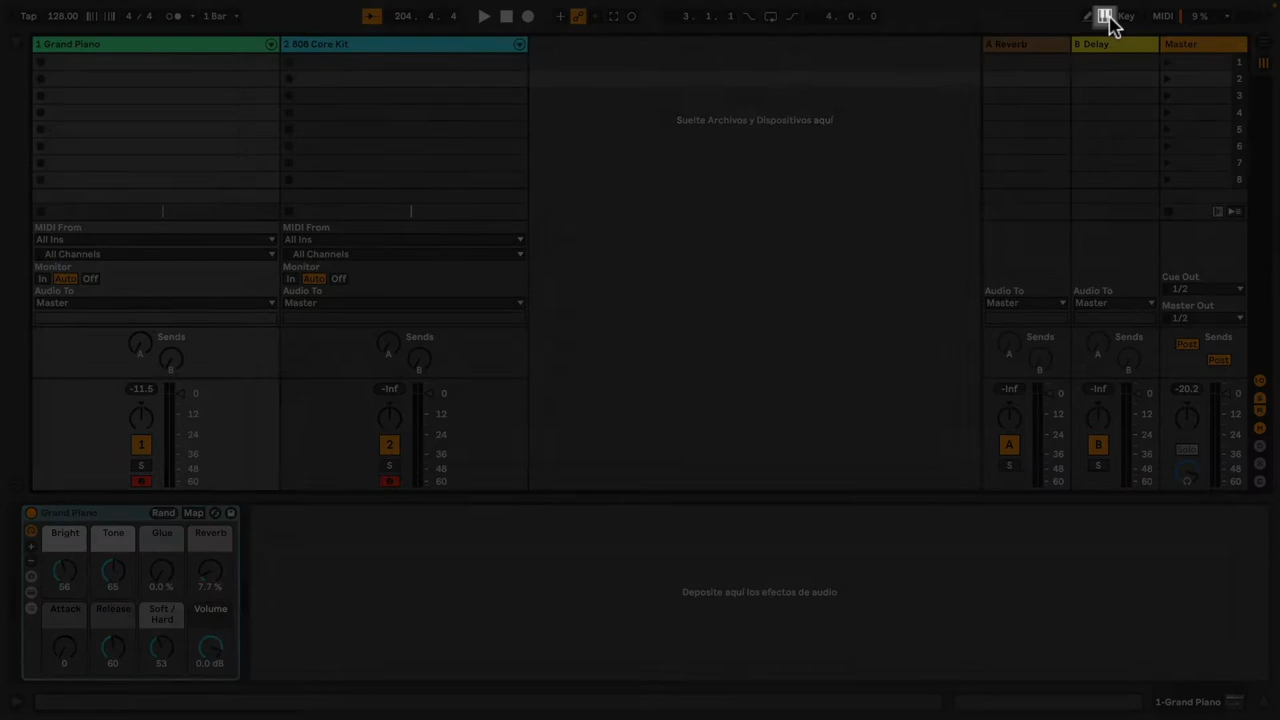 Tap 128.00 4 / 4 1 Bar 204. 4. 4 3. 1. 1 4. 0. 0 Key MIDI 9 %
1 Grand Piano 2 808 Core Kit A Reverb B Delay Master
1
2
3
Suelte Archivos y Dispositivos aquí
4
5
6
7
8
MIDI From MIDI From
All Ins All Ins
All Channels All Channels
Monitor Monitor
In Auto Off In Auto Off
Cue Out
1/2
Audio To Audio To Audio To Audio To
Master Master Master Master
Master Out
1/2
Sends Sends Sends Sends Sends
A A A A Post
B B B B Post
-11.5 -Inf -Inf -Inf -20.2
0 0 0 0 0
12 12 12 12 12
24 24 24 24 24
1 2 A B Solo
36 36 36 36 36
S S S S
48 48 48 48 48
60 60 60 60 60
Grand Piano Rand Map
Bright Tone Glue Reverb
56 65 0.0 % 7.7 %
Attack Release Soft / Hard Volume
0 60 53 0.0 dB
Deposite aquí los efectos de audio
1-Grand Piano